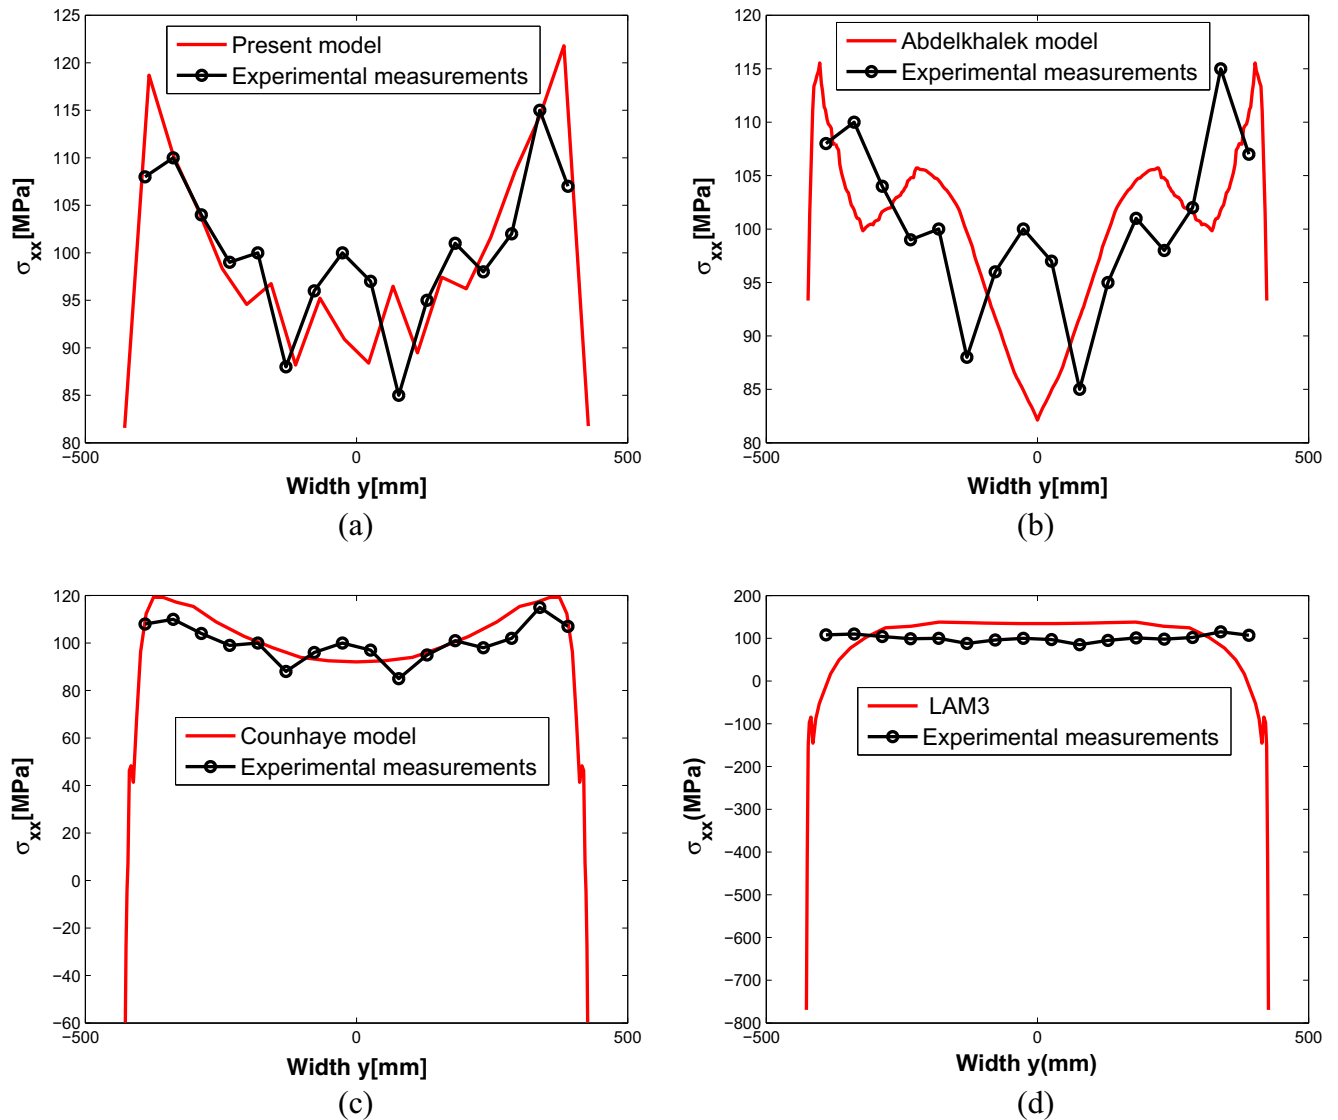 125
120
115
110
105
100
95
90
85
80
−500
0
500
σxx[MPa]
Width y[mm]
Present model
Experimental measurements
(a)
120
115
110
105
100
95
90
85
80
−500
0
500
σxx[MPa]
Width y[mm]
Abdelkhalek model
Experimental measurements
(b)
120
100
80
60
40
20
0
−20
−40
−60
−500
0
500
σxx[MPa]
Width y[mm]
Counhaye model
Experimental measurements
(c)
200
100
0
−100
−200
−300
−400
−500
−600
−700
−800
−500
0
500
σxx(MPa)
Width y(mm)
LAM3
Experimental measurements
(d)